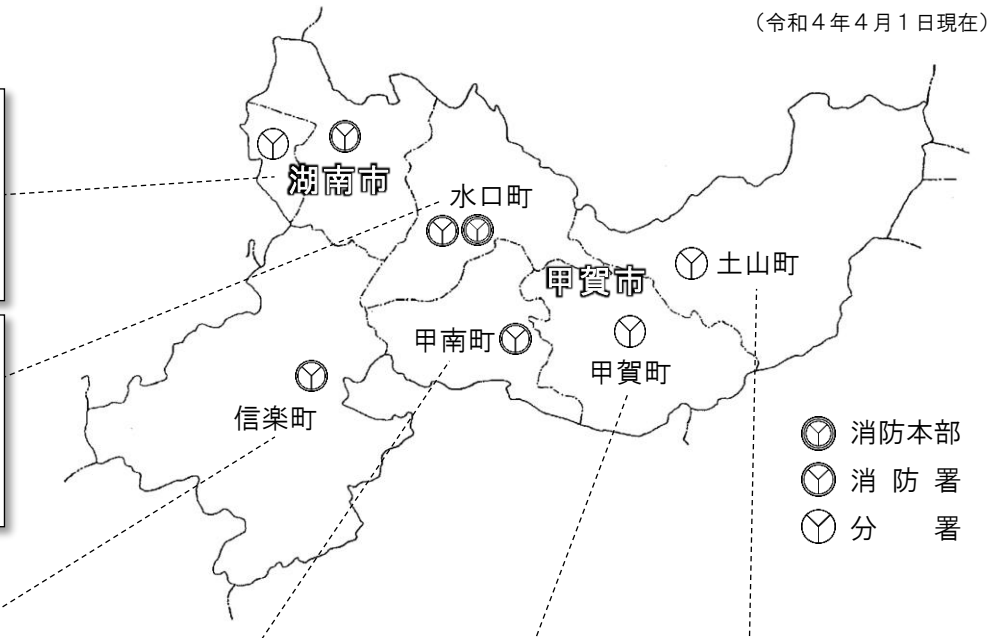 (令和4年4月1日現在)
湖南市
水口町
甲賀市
土山町
甲南町
甲賀町
信楽町
消防本部
消防署
分署